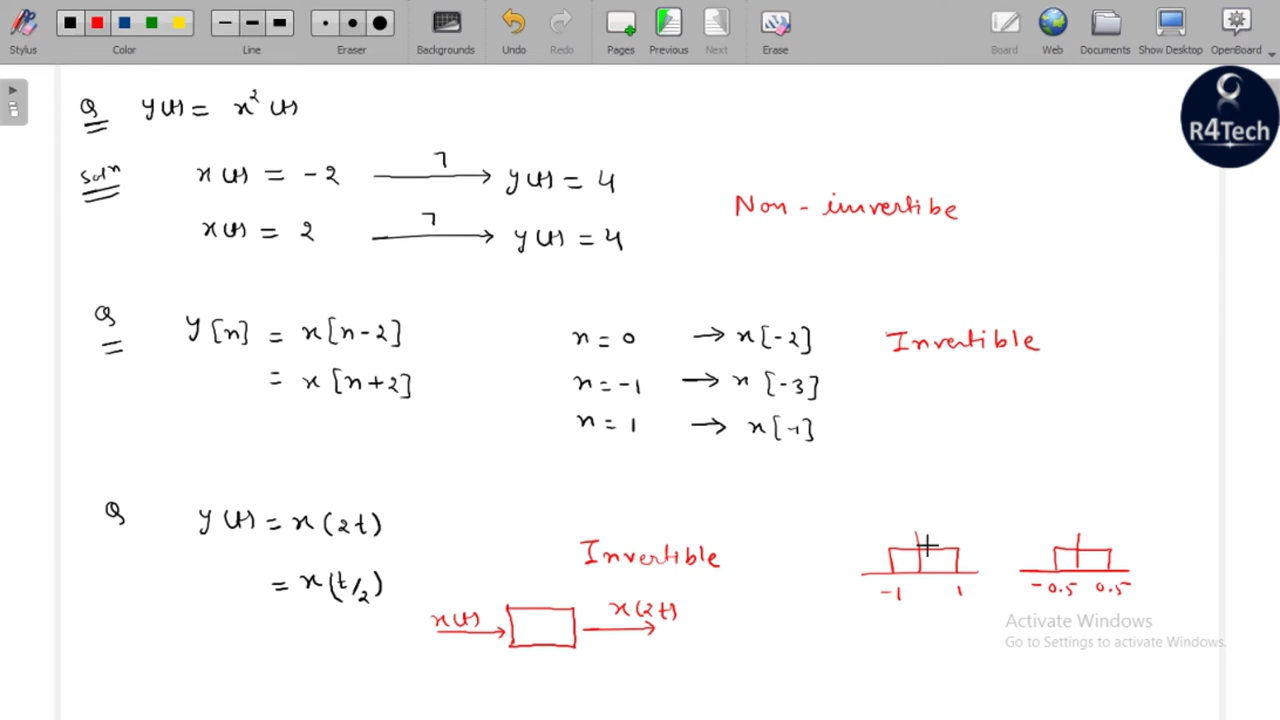 Stylus Color Line Eraser Backgrounds Undo Redo Pages Previous Next Erase Board Web Documents Show Desktop OpenBoard
R4Tech
Q y(t) = x²(t)
Solⁿ x(t) = -2 → y(t) = 4
Non-invertibe
x(t) = 2 → y(t) = 4
Q y[n] = x[n-2] n = 0 → x[-2] Invertible
= x[n+2] n = -1 → x[-3]
n = 1 → x[-1]
Q y(t) = x(2t)
Invertible
= x(t/2)
-1 1 -0.5 0.5
x(t) x(2t)
Activate Windows
Go to Settings to activate Windows.